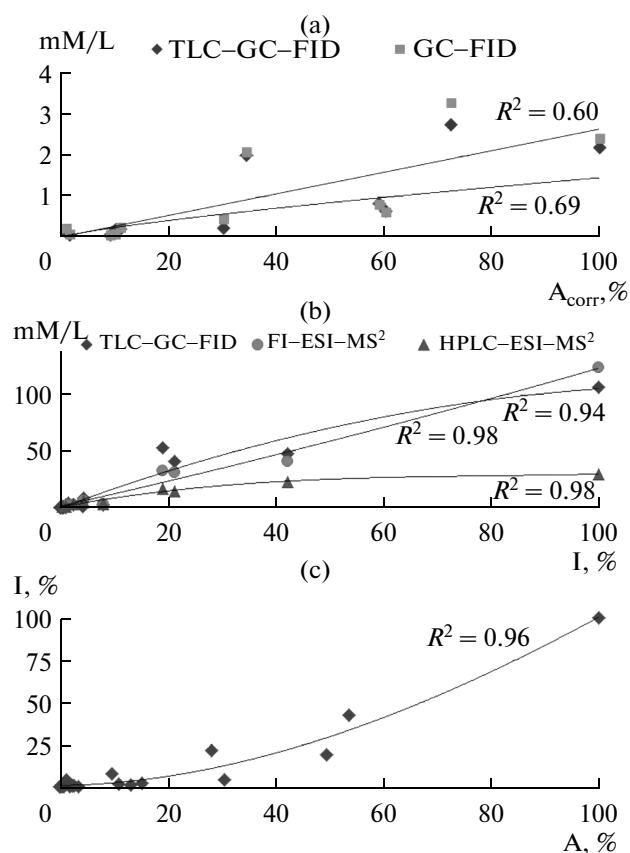 (a)
mM/L
TLC–GC–FID GC–FID
4
3
R² = 0.60
2
1
R² = 0.69
0 20 40 60 80 100
A_corr, %
(b)
mM/L
TLC–GC–FID FI–ESI–MS² HPLC–ESI–MS²
100
R² = 0.94
R² = 0.98
50
R² = 0.98
0 20 40 60 80 100
I, %
(c)
I, %
100
R² = 0.96
75
50
25
0 20 40 60 80 100
A, %